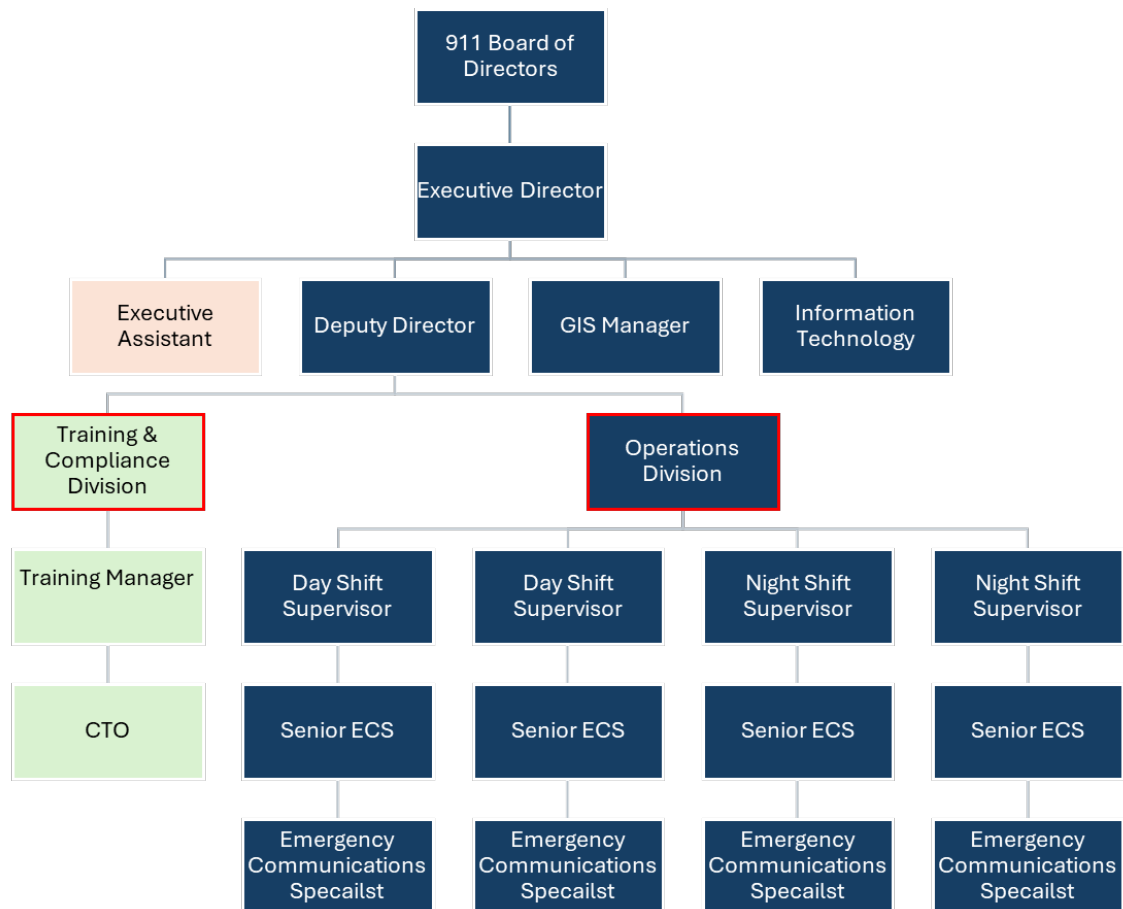 911 Board of
Directors
Executive Director
Executive
Assistant
Deputy Director
GIS Manager
Information
Technology
Training &
Compliance
Division
Operations
Division
Training Manager
Day Shift
Supervisor
Day Shift
Supervisor
Night Shift
Supervisor
Night Shift
Supervisor
CTO
Senior ECS
Senior ECS
Senior ECS
Senior ECS
Emergency
Communications
Specailst
Emergency
Communications
Specailst
Emergency
Communications
Specailst
Emergency
Communications
Specailst